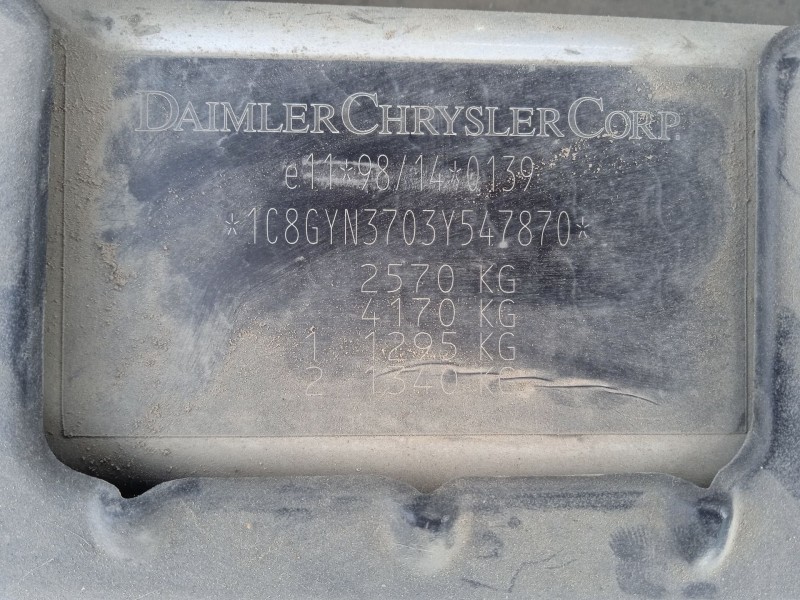 DAIMLERCHRYSLER CORP.
e11*98/14*0139
*1C8GYN3703Y547870*
2570 KG
4170 KG
1 1295 KG
2 1340 KG